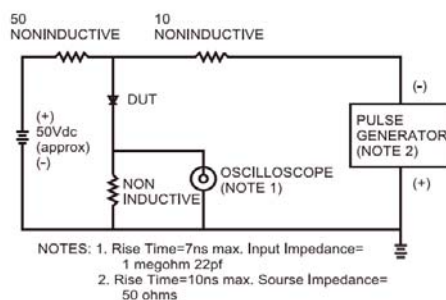 50
NONINDUCTIVE
10
NONINDUCTIVE
(+)
50Vdc
(approx)
(-)
DUT
NON
INDUCTIVE
OSCILLOSCOPE
(NOTE 1)
(-)
PULSE
GENERATOR
(NOTE 2)
(+)
NOTES: 1. Rise Time=7ns max. Input Impedance=
1 megohm 22pf
2. Rise Time=10ns max. Sourse Impedance=
50 ohms